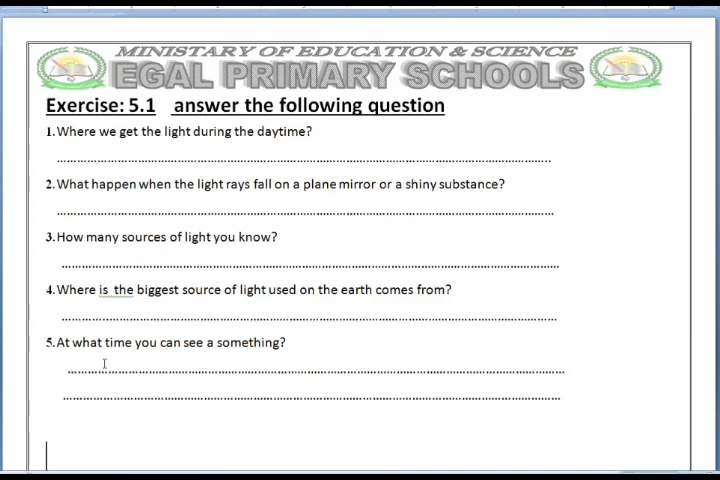 MINISTARY OF EDUCATION & SCIENCE
EGAL PRIMARY SCHOOLS
Exercise: 5.1 answer the following question
1. Where we get the light during the daytime?
2. What happen when the light rays fall on a plane mirror or a shiny substance?
3. How many sources of light you know?
4. Where is the biggest source of light used on the earth comes from?
5. At what time you can see a something?